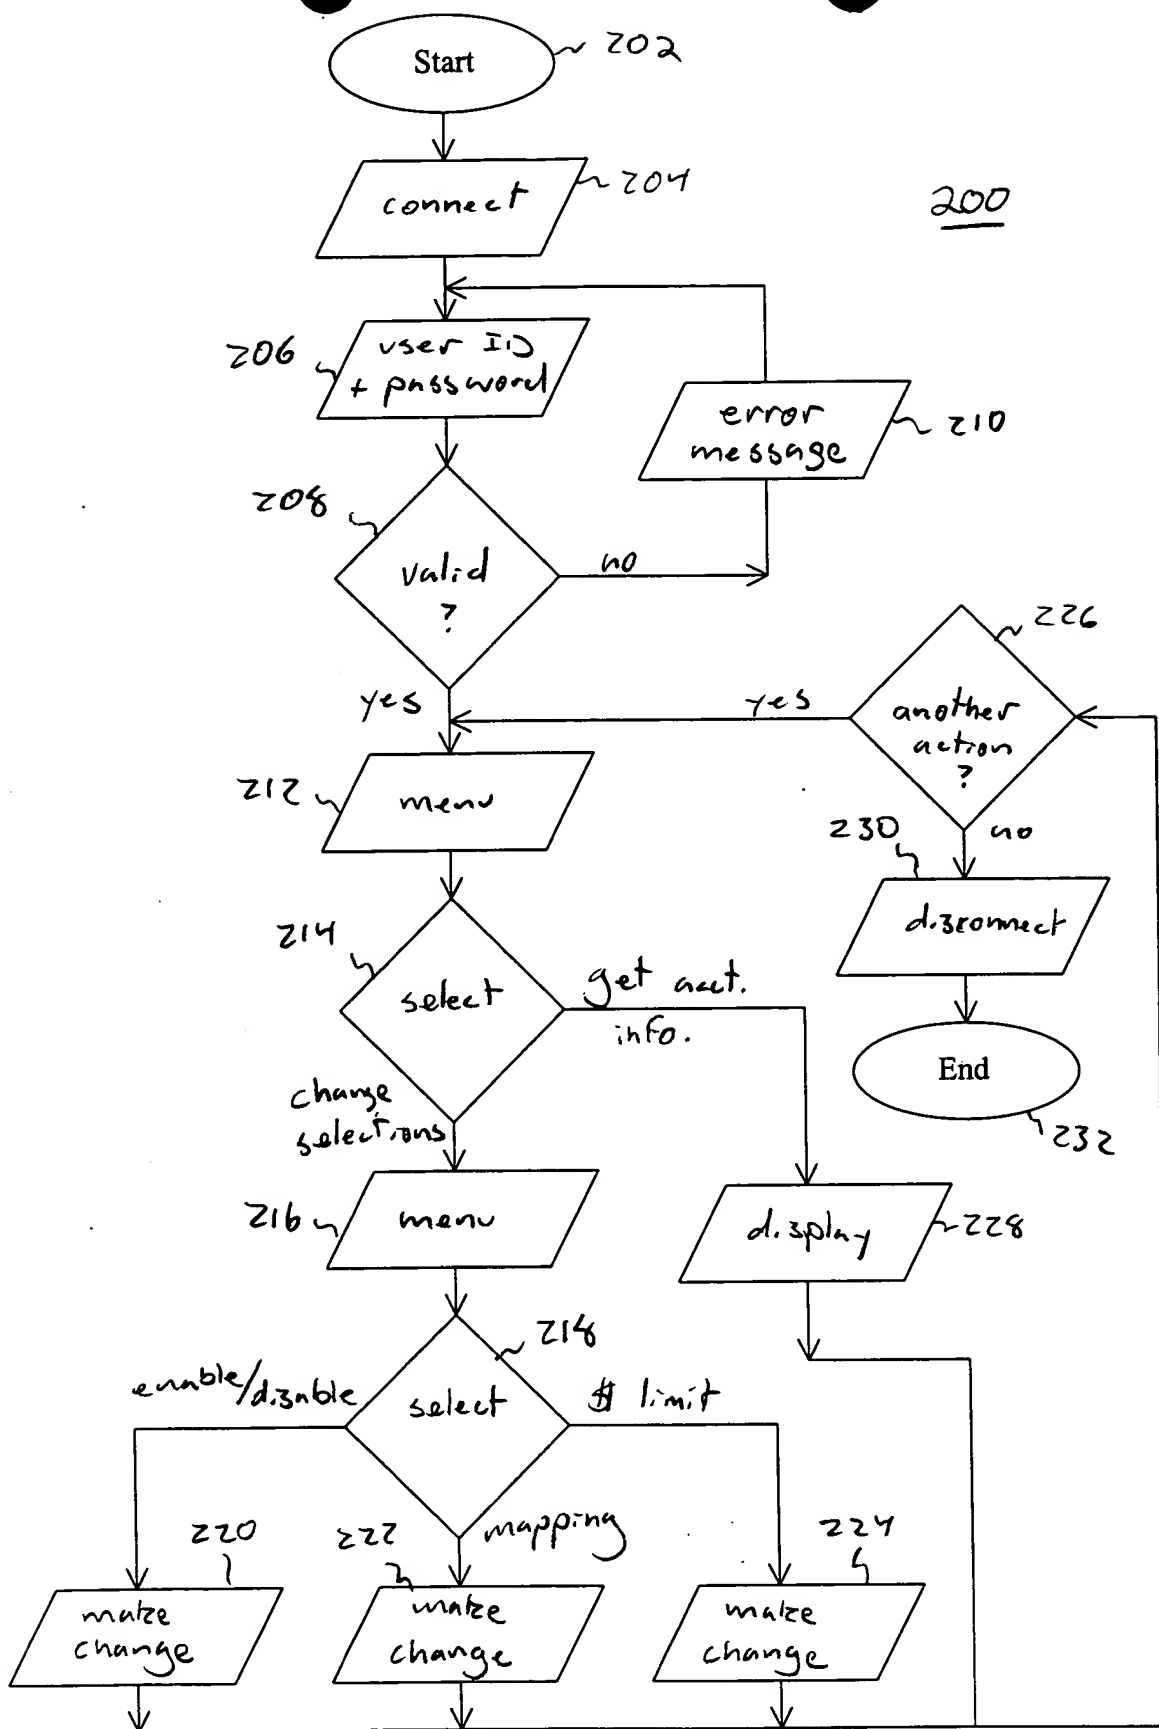 Start
202
connect
204
200
206
user ID
+ password
error
message
210
208
valid
?
no
226
yes
yes
another
action
?
212
menu
230
no
disconnect
214
select
get acct.
info.
End
232
change
selections
216
menu
display
228
218
enable/disable
select
$ limit
mapping
220
222
224
make
change
make
change
make
change